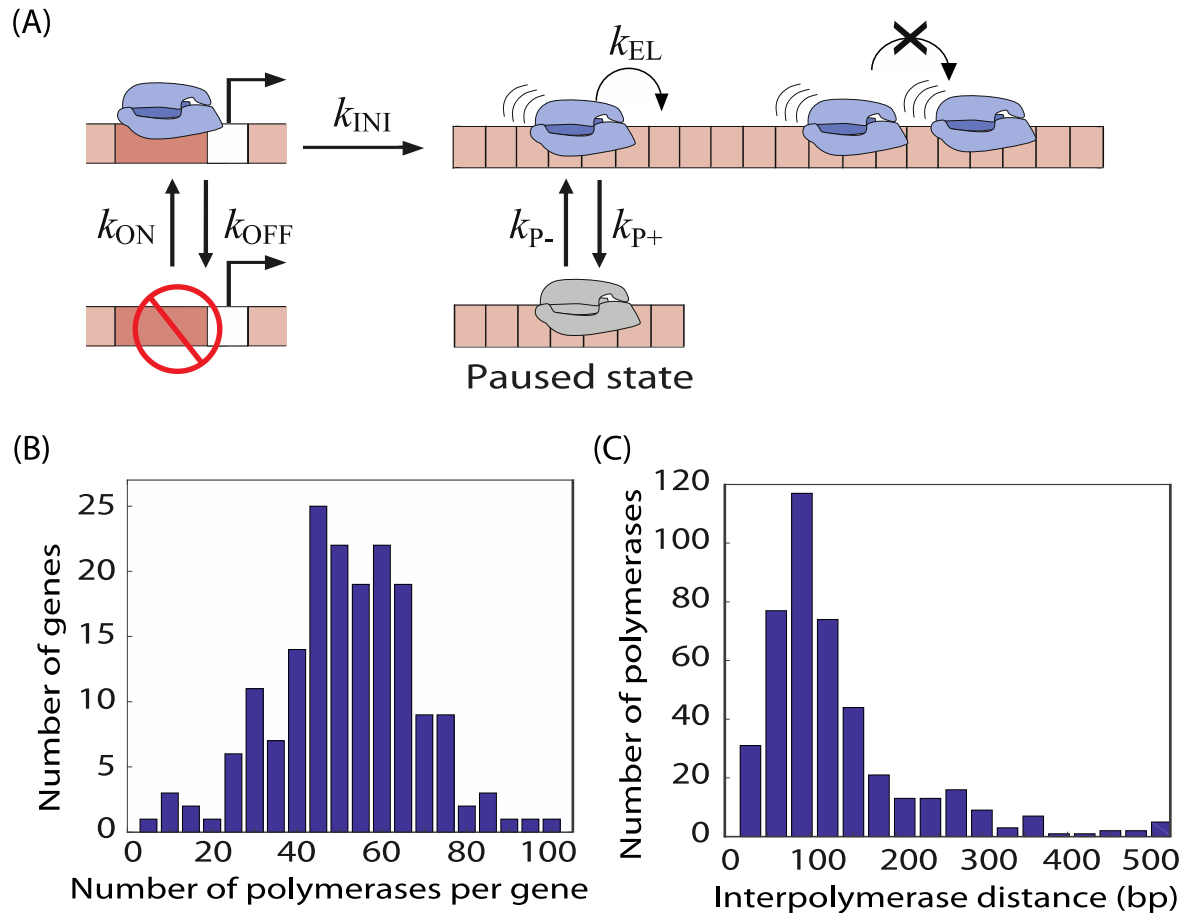 (A)
k_INI
k_EL
k_ON
k_OFF
k_P-
k_P+
Paused state
(B)
25
20
15
10
5
0
Number of genes
0 20 40 60 80 100
Number of polymerases per gene
(C)
120
100
80
60
40
20
0
Number of polymerases
0 100 200 300 400 500
Interpolymerase distance (bp)